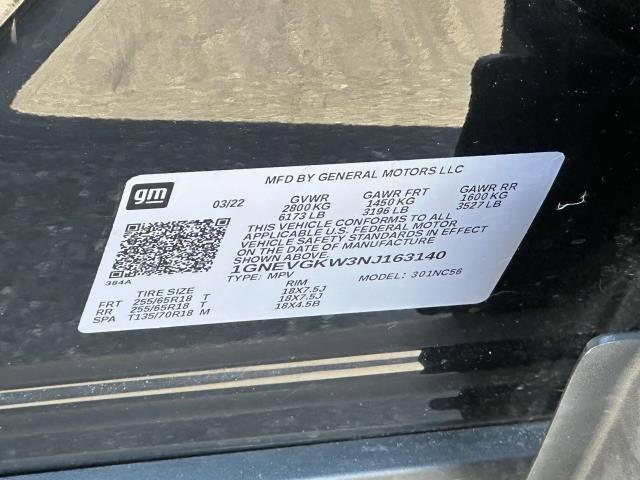 gm
MFD BY GENERAL MOTORS LLC
03/22
GVWR GAWR FRT GAWR RR
2800 KG 1450 KG 1600 KG
6173 LB 3196 LB 3527 LB
THIS VEHICLE CONFORMS TO ALL
APPLICABLE U.S. FEDERAL MOTOR
VEHICLE SAFETY STANDARDS IN EFFECT
ON THE DATE OF MANUFACTURE
SHOWN ABOVE.
1GNEVGKW3NJ163140
384A
TYPE: MPV MODEL: 301NC56
TIRE SIZE RIM
FRT 255/65R18 T 18X7.5J
RR 255/65R18 T 18X7.5J
SPA T135/70R18 M 18X4.5B